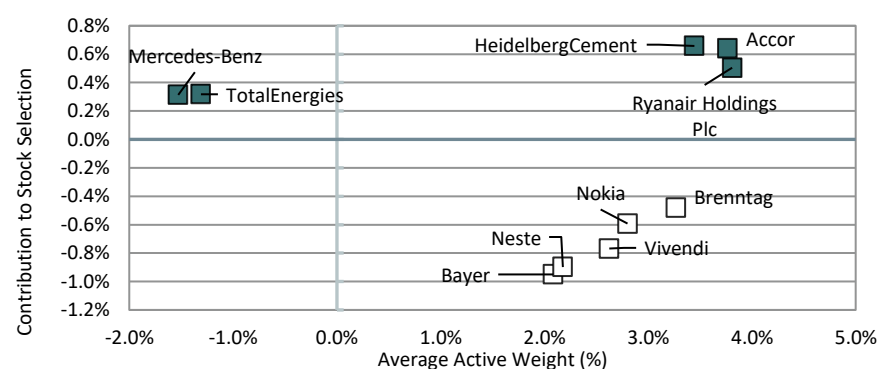 0.8%
0.6%
0.4%
0.2%
0.0%
-0.2%
-0.4%
-0.6%
-0.8%
-1.0%
-1.2%
Contribution to Stock Selection
Mercedes-Benz
TotalEnergies
HeidelbergCement
Accor
Ryanair Holdings
Plc
Nokia
Brenntag
Neste
Vivendi
Bayer
-2.0%
-1.0%
0.0%
1.0%
2.0%
3.0%
4.0%
5.0%
Average Active Weight (%)